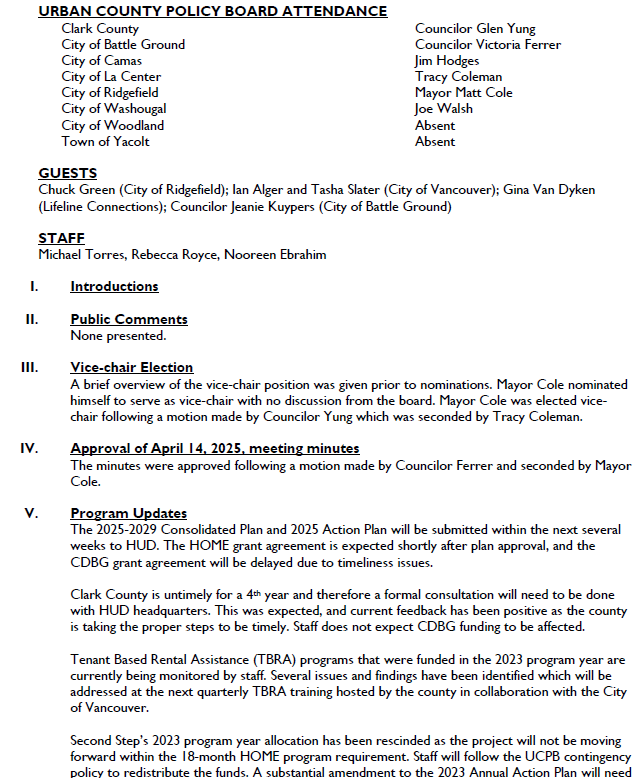 URBAN COUNTY POLICY BOARD ATTENDANCE
Clark County Councilor Glen Yung
City of Battle Ground Councilor Victoria Ferrer
City of Camas Jim Hodges
City of La Center Tracy Coleman
City of Ridgefield Mayor Matt Cole
City of Washougal Joe Walsh
City of Woodland Absent
Town of Yacolt Absent
GUESTS
Chuck Green (City of Ridgefield); Ian Alger and Tasha Slater (City of Vancouver); Gina Van Dyken
(Lifeline Connections); Councilor Jeanie Kuypers (City of Battle Ground)
STAFF
Michael Torres, Rebecca Royce, Nooreen Ebrahim
I. Introductions
II. Public Comments
None presented.
III. Vice-chair Election
A brief overview of the vice-chair position was given prior to nominations. Mayor Cole nominated
himself to serve as vice-chair with no discussion from the board. Mayor Cole was elected vice-
chair following a motion made by Councilor Yung which was seconded by Tracy Coleman.
IV. Approval of April 14, 2025, meeting minutes
The minutes were approved following a motion made by Councilor Ferrer and seconded by Mayor
Cole.
V. Program Updates
The 2025-2029 Consolidated Plan and 2025 Action Plan will be submitted within the next several
weeks to HUD. The HOME grant agreement is expected shortly after plan approval, and the
CDBG grant agreement will be delayed due to timeliness issues.
Clark County is untimely for a 4th year and therefore a formal consultation will need to be done
with HUD headquarters. This was expected, and current feedback has been positive as the county
is taking the proper steps to be timely. Staff does not expect CDBG funding to be affected.
Tenant Based Rental Assistance (TBRA) programs that were funded in the 2023 program year are
currently being monitored by staff. Several issues and findings have been identified which will be
addressed at the next quarterly TBRA training hosted by the county in collaboration with the City
of Vancouver.
Second Step's 2023 program year allocation has been rescinded as the project will not be moving
forward within the 18-month HOME program requirement. Staff will follow the UCPB contingency
policy to redistribute the funds. A substantial amendment to the 2023 Annual Action Plan will need